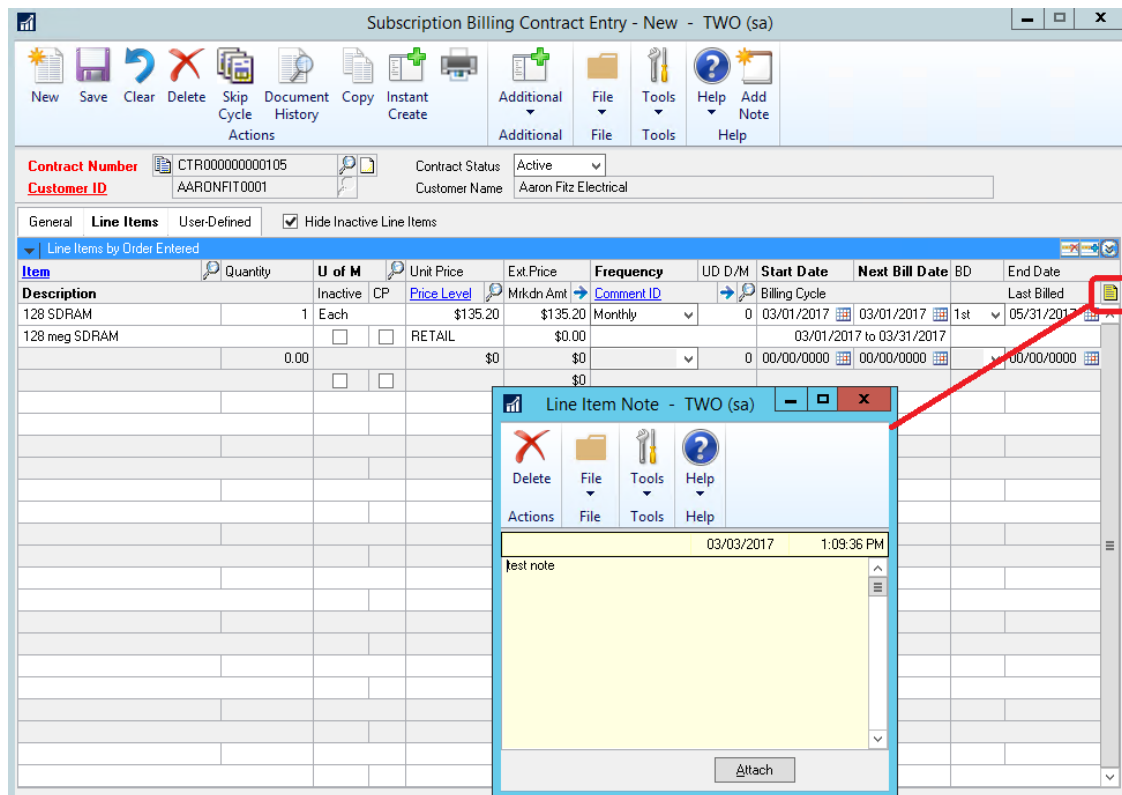 Subscription Billing Contract Entry - New - TWO (sa)
New Save Clear Delete Skip Cycle Document History Copy Instant Create Additional File Tools Help Add Note
Actions Additional File Tools Help
Contract Number CTR000000000105 Contract Status Active
Customer ID AARONFIT0001 Customer Name Aaron Fitz Electrical
General Line Items User-Defined Hide Inactive Line Items
Line Items by Order Entered
Item Quantity U of M Unit Price Ext.Price Frequency UD D/M Start Date Next Bill Date BD End Date
Description Inactive CP Price Level Mrkdn Amt Comment ID Billing Cycle Last Billed
128 SDRAM 1 Each $135.20 $135.20 Monthly 0 03/01/2017 03/01/2017 1st 05/31/2017
128 meg SDRAM RETAIL $0.00 03/01/2017 to 03/31/2017
0.00 $0 $0 0 00/00/0000 00/00/0000 00/00/0000
$0
Line Item Note - TWO (sa)
Delete File Tools Help
Actions File Tools Help
03/03/2017 1:09:36 PM
test note
Attach